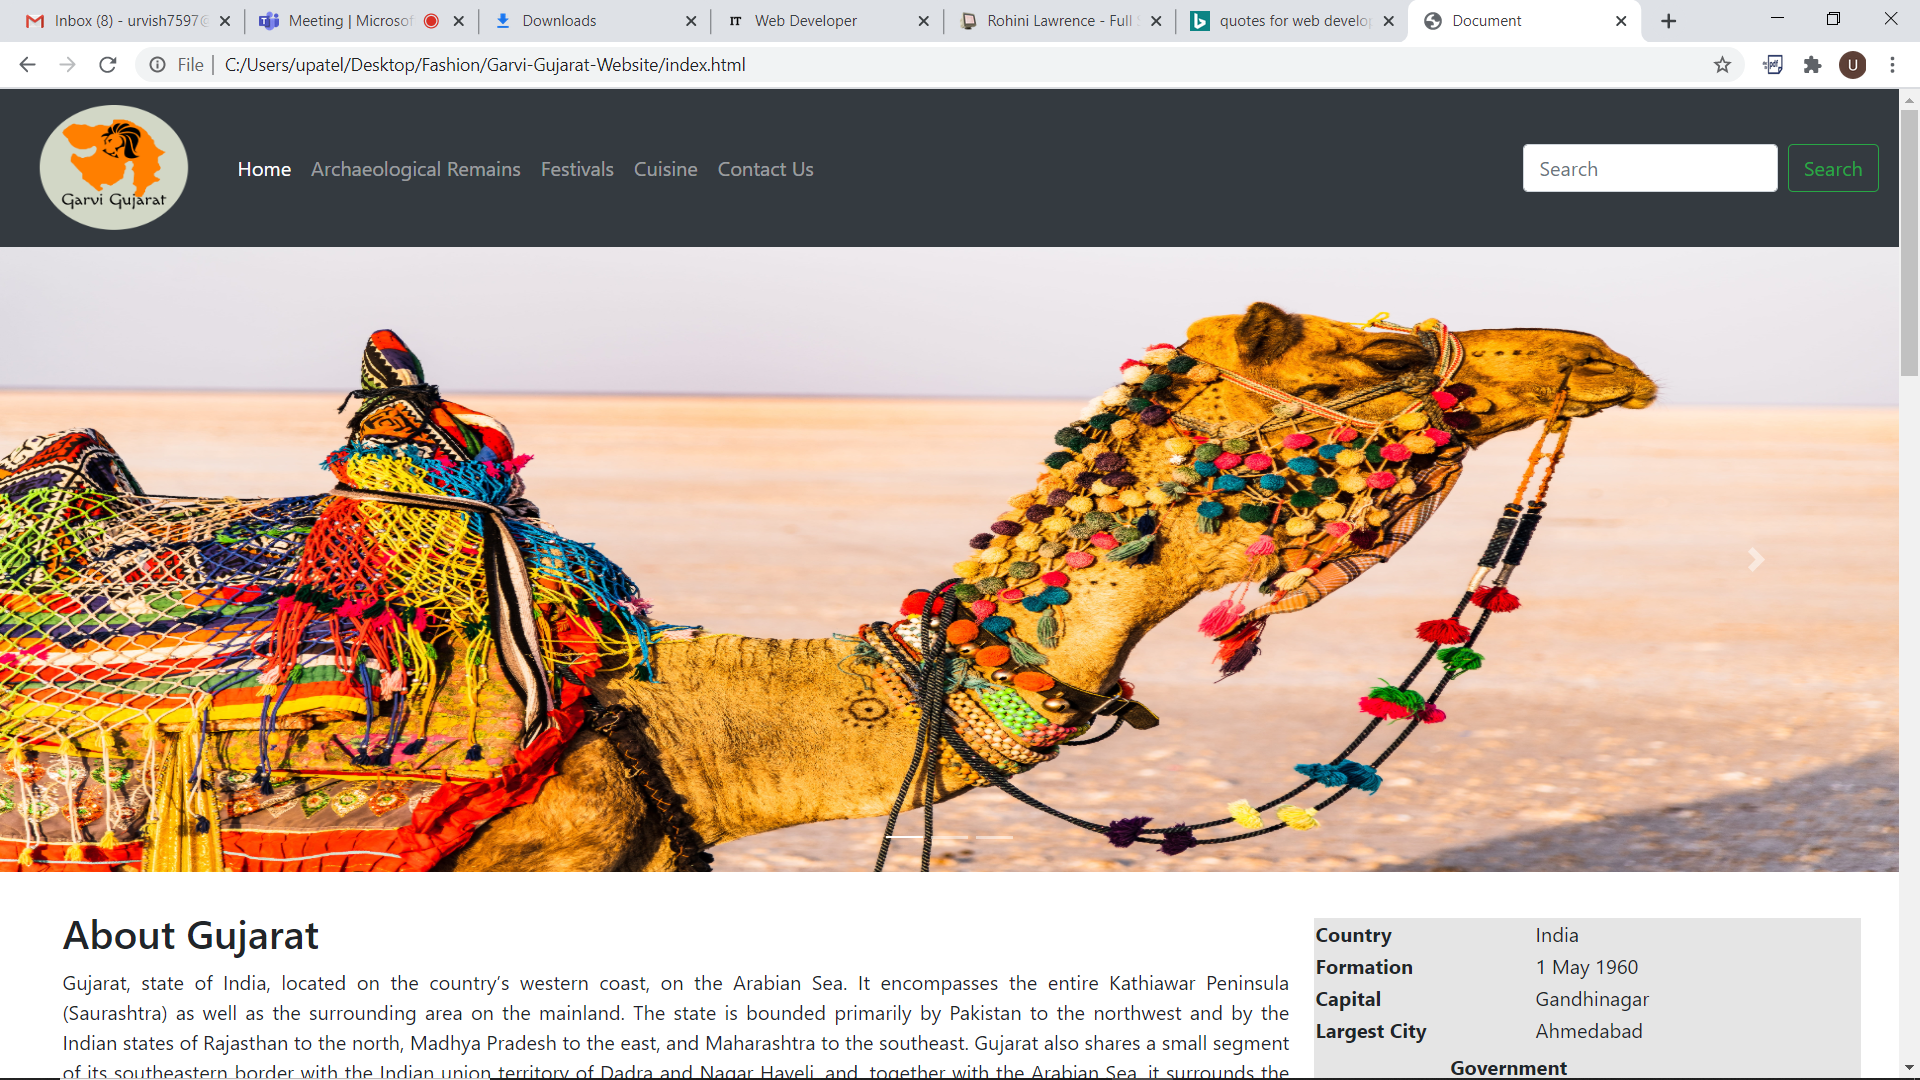 Inbox (8) - urvish7597@
Meeting | Microsof
Downloads
IT Web Developer
Rohini Lawrence - Full S
quotes for web develop
Document
File | C:/Users/upatel/Desktop/Fashion/Garvi-Gujarat-Website/index.html
pdf
U
Garvi Gujarat
Home Archaeological Remains Festivals Cuisine Contact Us
Search Search
About Gujarat
Gujarat, state of India, located on the country’s western coast, on the Arabian Sea. It encompasses the entire Kathiawar Peninsula
(Saurashtra) as well as the surrounding area on the mainland. The state is bounded primarily by Pakistan to the northwest and by the
Indian states of Rajasthan to the north, Madhya Pradesh to the east, and Maharashtra to the southeast. Gujarat also shares a small segment
of its southeastern border with the Indian union territory of Dadra and Nagar Haveli, and, together with the Arabian Sea, it surrounds the
Country India
Formation 1 May 1960
Capital Gandhinagar
Largest City Ahmedabad
Government